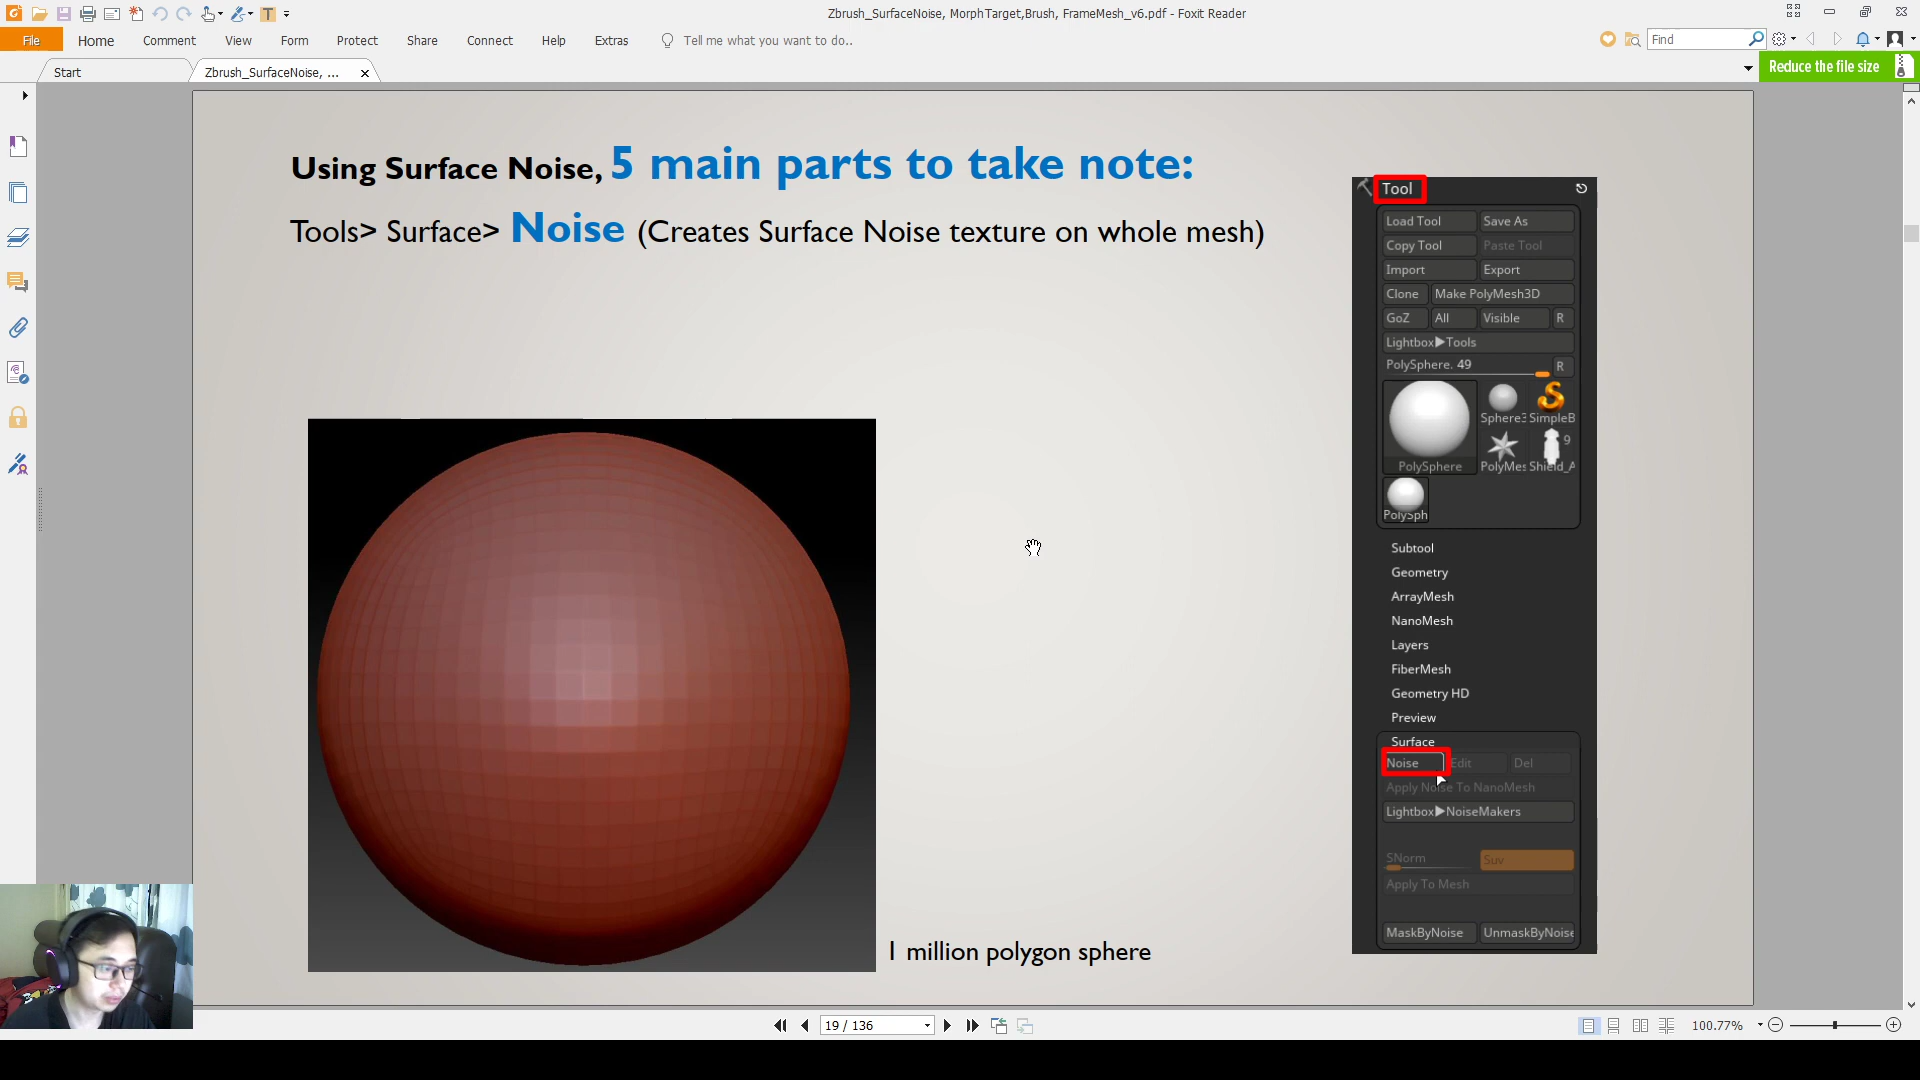 Zbrush_SurfaceNoise, MorphTarget,Brush, FrameMesh_v6.pdf - Foxit Reader
File Home Comment View Form Protect Share Connect Help Extras Tell me what you want to do.. Find
Start Zbrush_SurfaceNoise, ... Reduce the file size
Using Surface Noise, 5 main parts to take note:
Tools> Surface> Noise (Creates Surface Noise texture on whole mesh)
Tool
Load Tool Save As
Copy Tool Paste Tool
Import Export
Clone Make PolyMesh3D
GoZ All Visible R
Lightbox▶Tools
PolySphere. 49 R
Sphere3 SimpleB
9
PolySphere PolyMes Shield_A
PolySph
Subtool
Geometry
ArrayMesh
NanoMesh
Layers
FiberMesh
Geometry HD
Preview
Surface
Noise Edit Del
Apply Noise To NanoMesh
Lightbox▶NoiseMakers
SNorm Suv
Apply To Mesh
MaskByNoise UnmaskByNoise
1 million polygon sphere
19 / 136 100.77%